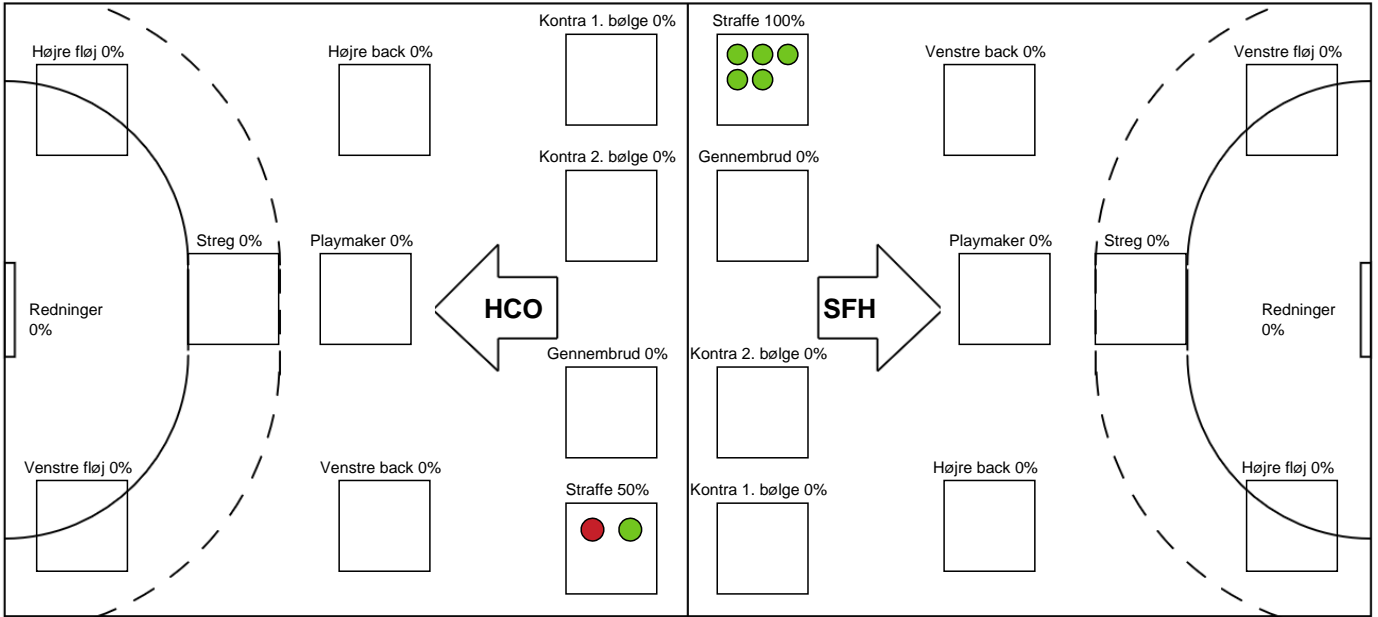 Kontra 1. bølge 0%
Straffe 100%
Højre fløj 0%
Højre back 0%
Venstre back 0%
Venstre fløj 0%
Kontra 2. bølge 0%
Gennembrud 0%
Streg 0%
Playmaker 0%
Playmaker 0%
Streg 0%
Redninger
0%
HCO
SFH
Redninger
0%
Gennembrud 0%
Kontra 2. bølge 0%
Venstre fløj 0%
Venstre back 0%
Højre back 0%
Højre fløj 0%
Straffe 50%
Kontra 1. bølge 0%